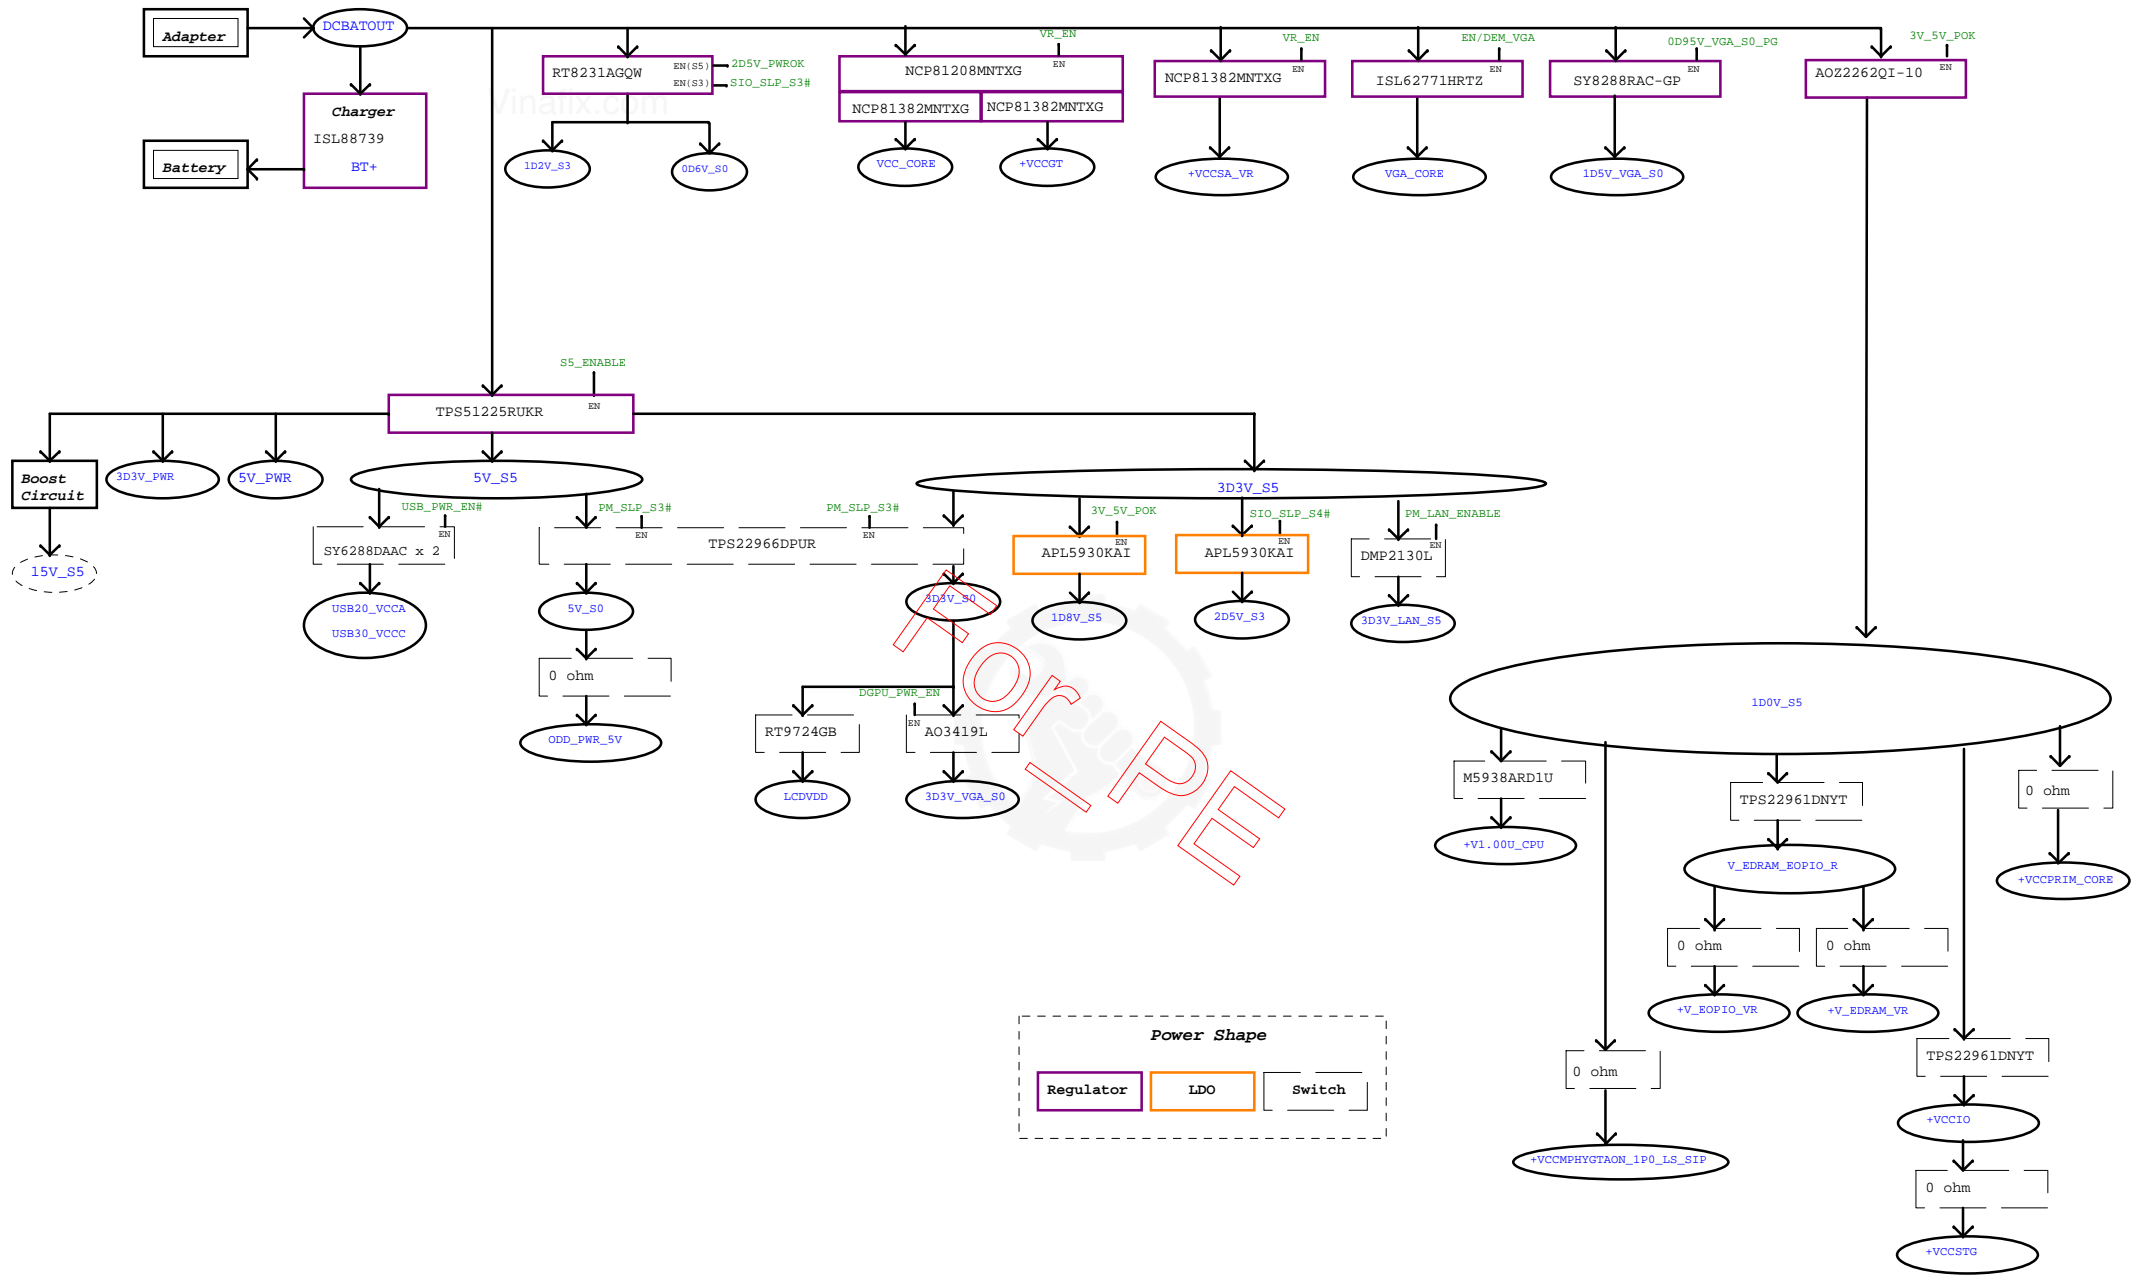 Adapter
DCBATOUT
Charger
ISL88739
BT+
Battery
RT8231AGQW
EN(S5)
EN(S3)
2D5V_PWROK
SIO_SLP_S3#
Vinafix.com
1D2V_S3
0D6V_S0
VR_EN
EN
NCP81208MNTXG
NCP81382MNTXG
NCP81382MNTXG
VCC_CORE
+VCCGT
VR_EN
EN
NCP81382MNTXG
+VCCSA_VR
EN/DEM_VGA
EN
ISL62771HRTZ
VGA_CORE
0D95V_VGA_S0_PG
EN
SY8288RAC-GP
1D5V_VGA_S0
3V_5V_POK
EN
AOZ2262QI-10
S5_ENABLE
EN
TPS51225RUKR
Boost
Circuit
15V_S5
3D3V_PWR
5V_PWR
5V_S5
3D3V_S5
USB_PWR_EN#
EN
SY6288DAAC x 2
USB20_VCCA
USB30_VCCC
PM_SLP_S3#
EN
PM_SLP_S3#
EN
TPS22966DPUR
5V_S0
0 ohm
ODD_PWR_5V
3D3V_S0
DGPU_PWR_EN
EN
RT9724GB
AO3419L
LCDVDD
3D3V_VGA_S0
3V_5V_POK
EN
APL5930KAI
1D8V_S5
SIO_SLP_S4#
EN
APL5930KAI
2D5V_S3
PM_LAN_ENABLE
EN
DMP2130L
3D3V_LAN_S5
For_PE
1D0V_S5
M5938ARD1U
+V1.00U_CPU
TPS22961DNYT
V_EDRAM_EOPIO_R
0 ohm
0 ohm
+V_EOPIO_VR
+V_EDRAM_VR
0 ohm
+VCCPRIM_CORE
0 ohm
+VCCMPHYGTAON_1P0_LS_SIP
TPS22961DNYT
+VCCIO
0 ohm
+VCCSTG
Power Shape
Regulator
LDO
Switch